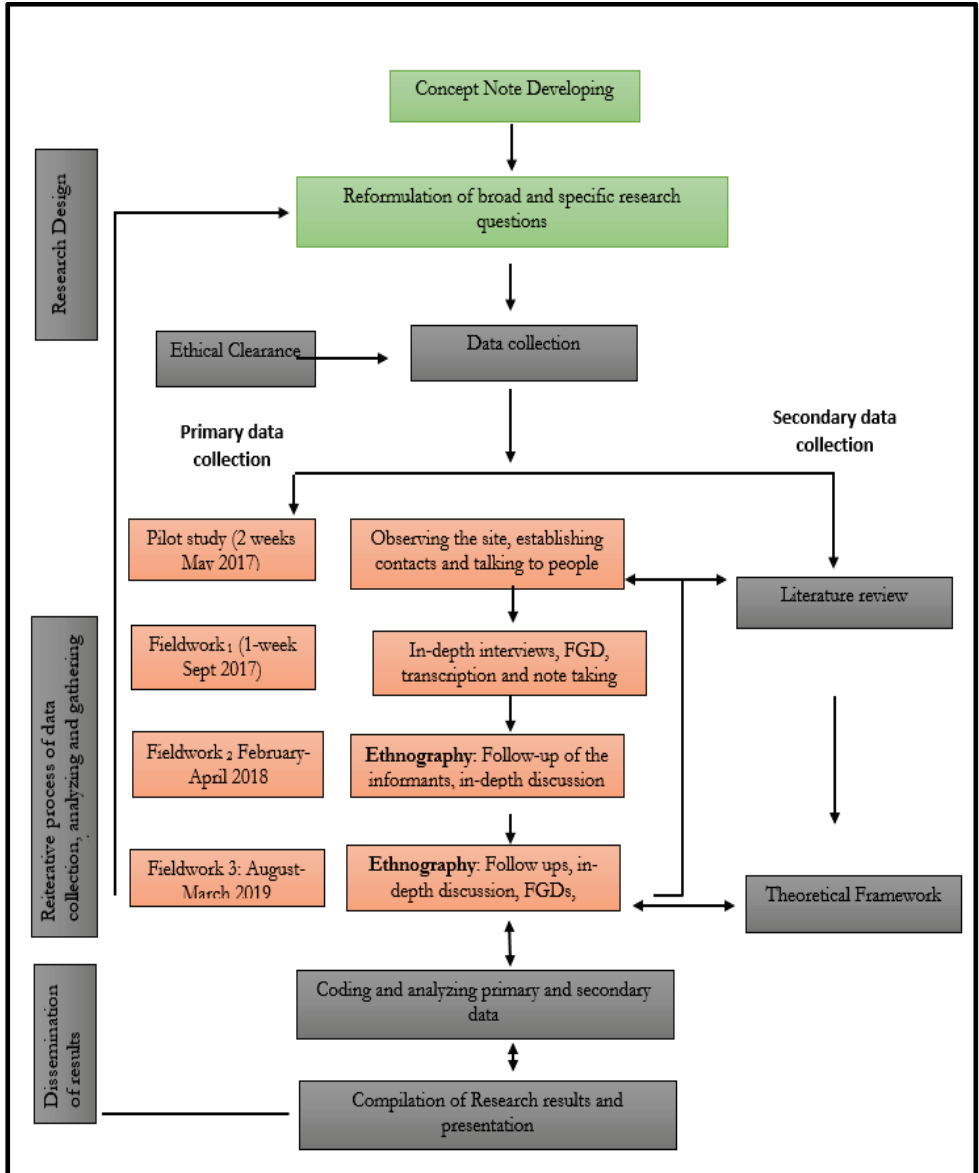 Concept Note Developing
Research Design
Reformulation of broad and specific research
questions
Ethical Clearance
Data collection
Primary data
collection
Secondary data
collection
Pilot study (2 weeks
May 2017)
Observing the site, establishing
contacts and talking to people
Literature review
Reiterative process of data
collection, analyzing and gathering
Fieldwork 1 (1-week
Sept 2017)
In-depth interviews, FGD,
transcription and note taking
Fieldwork 2 February-
April 2018
Ethnography: Follow-up of the
informants, in-depth discussion
Fieldwork 3: August-
March 2019
Ethnography: Follow ups, in-
depth discussion, FGDs,
Theoretical Framework
Dissemination
of results
Coding and analyzing primary and secondary
data
Compilation of Research results and
presentation